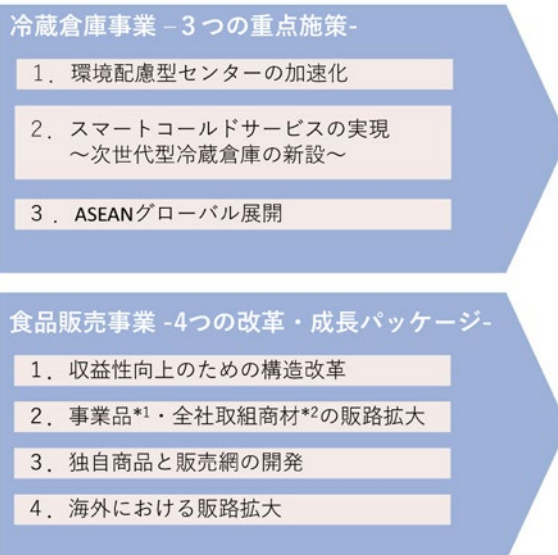 冷蔵倉庫事業 – 3 つの重点施策-
1．環境配慮型センターの加速化
2．スマートコールドサービスの実現
～次世代型冷蔵倉庫の新設～
3．ASEANグローバル展開
食品販売事業 -4つの改革・成長パッケージ-
1．収益性向上のための構造改革
2．事業品*1・全社取組商材*2の販路拡大
3．独自商品と販売網の開発
4．海外における販路拡大